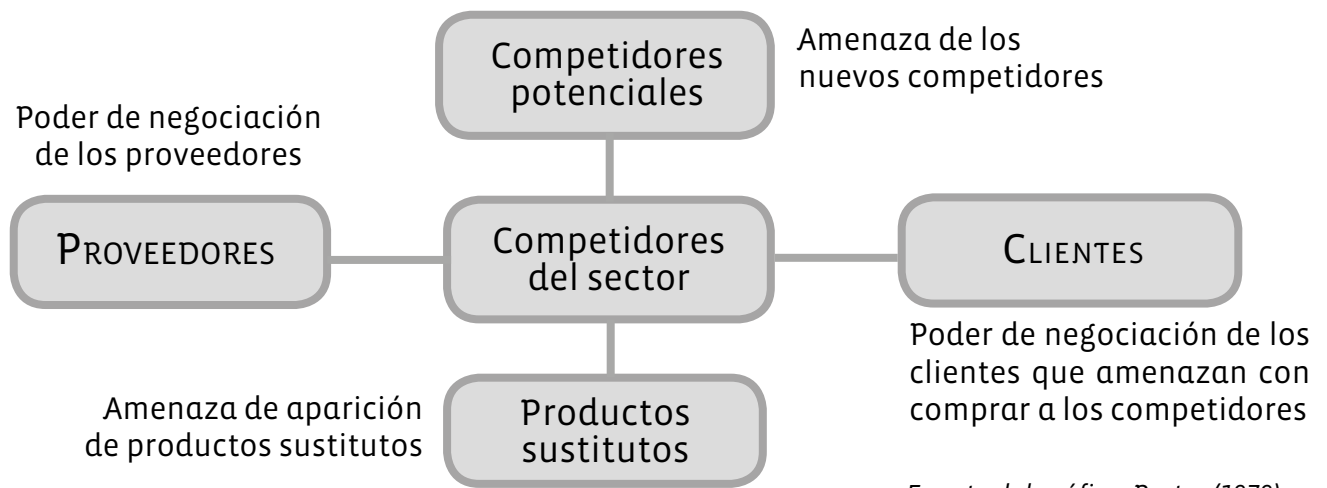 Competidores
potenciales
Amenaza de los
nuevos competidores
Poder de negociación
de los proveedores
PROVEEDORES
Competidores
del sector
CLIENTES
Poder de negociación de los
clientes que amenazan con
comprar a los competidores
Amenaza de aparición
de productos sustitutos
Productos
sustitutos